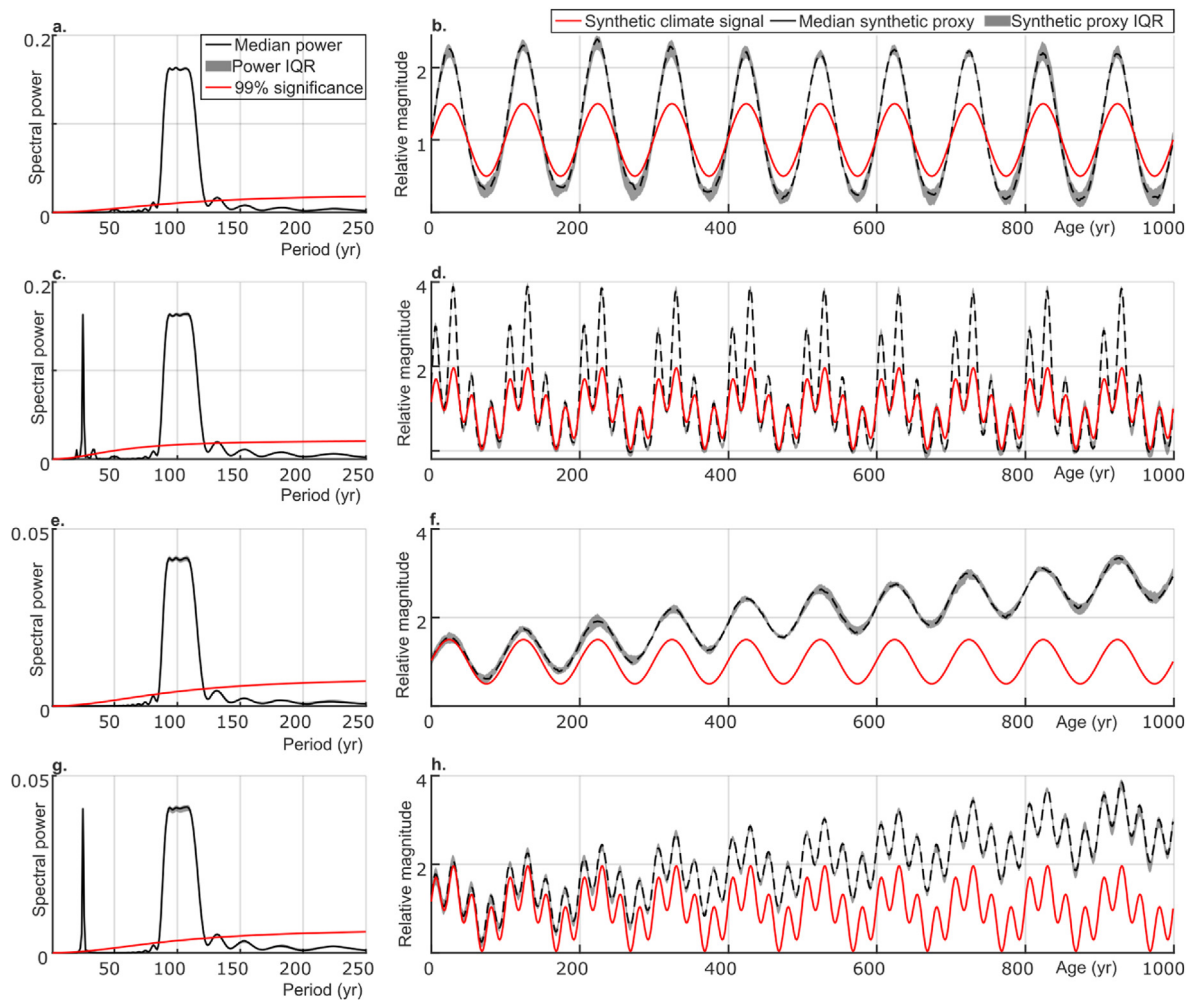 a.
0.2
Spectral power
0
50
100
150
200
250
Period (yr)
Median power
Power IQR
99% significance
b.
Synthetic climate signal
Median synthetic proxy
Synthetic proxy IQR
Relative magnitude
2
1
0
200
400
600
800
Age (yr)
1000
c.
0.2
Spectral power
0
50
100
150
200
250
Period (yr)
d.
4
Relative magnitude
2
0
0
200
400
600
800
Age (yr)
1000
e.
0.05
Spectral power
0
50
100
150
200
250
Period (yr)
f.
4
Relative magnitude
2
0
200
400
600
800
Age (yr)
1000
g.
0.05
Spectral power
0
50
100
150
200
250
Period (yr)
h.
4
Relative magnitude
2
0
200
400
600
800
Age (yr)
1000